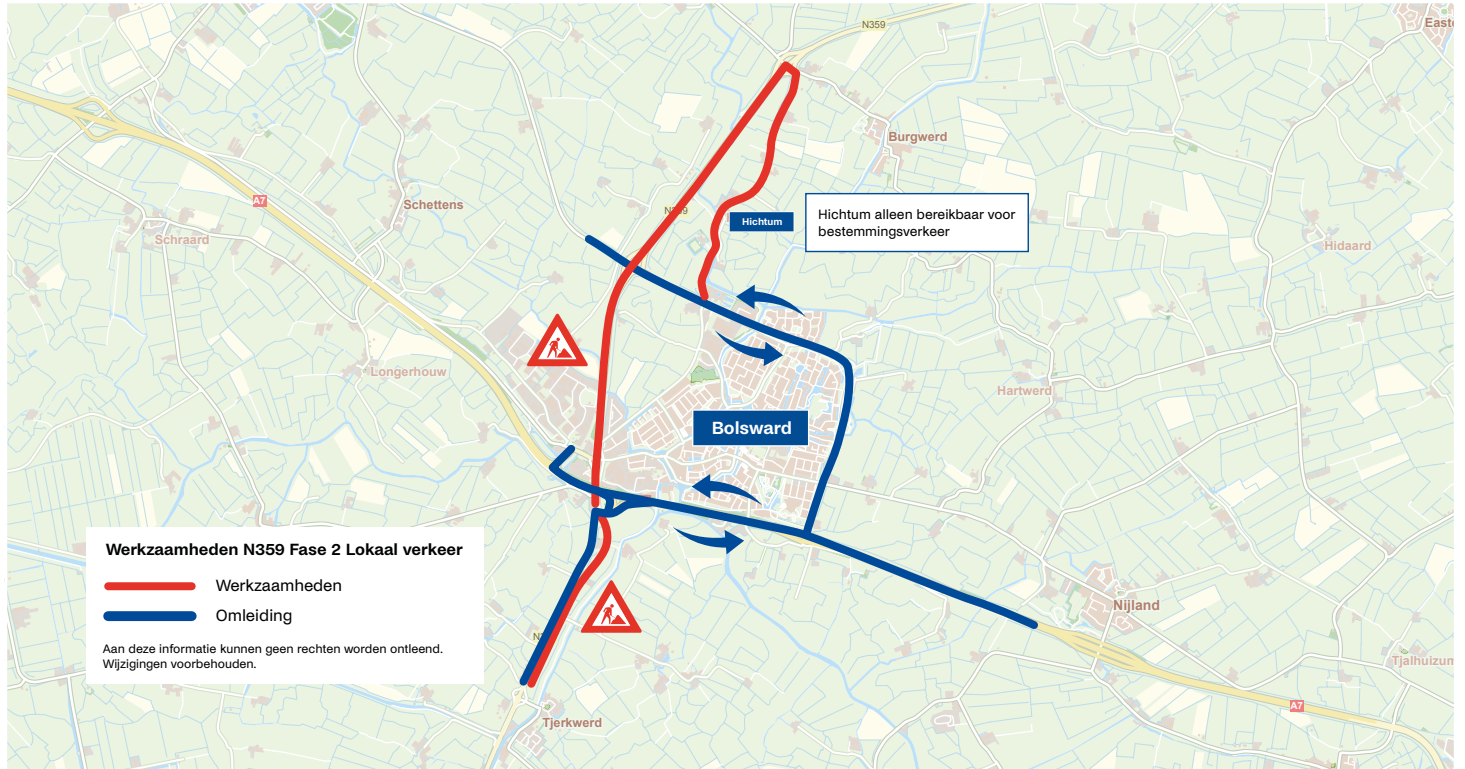 N359
Easte
Burgwerd
A7
Schettens
N359
Hichtum
Hichtum alleen bereikbaar voor
bestemmingsverkeer
Schraard
Hidaard
Longerhouw
Hartwerd
Bolsward
Werkzaamheden N359 Fase 2 Lokaal verkeer
Werkzaamheden
Omleiding
Aan deze informatie kunnen geen rechten worden ontleend.
Wijzigingen voorbehouden.
Nijland
Tjalhuizum
A7
Tjerkwerd